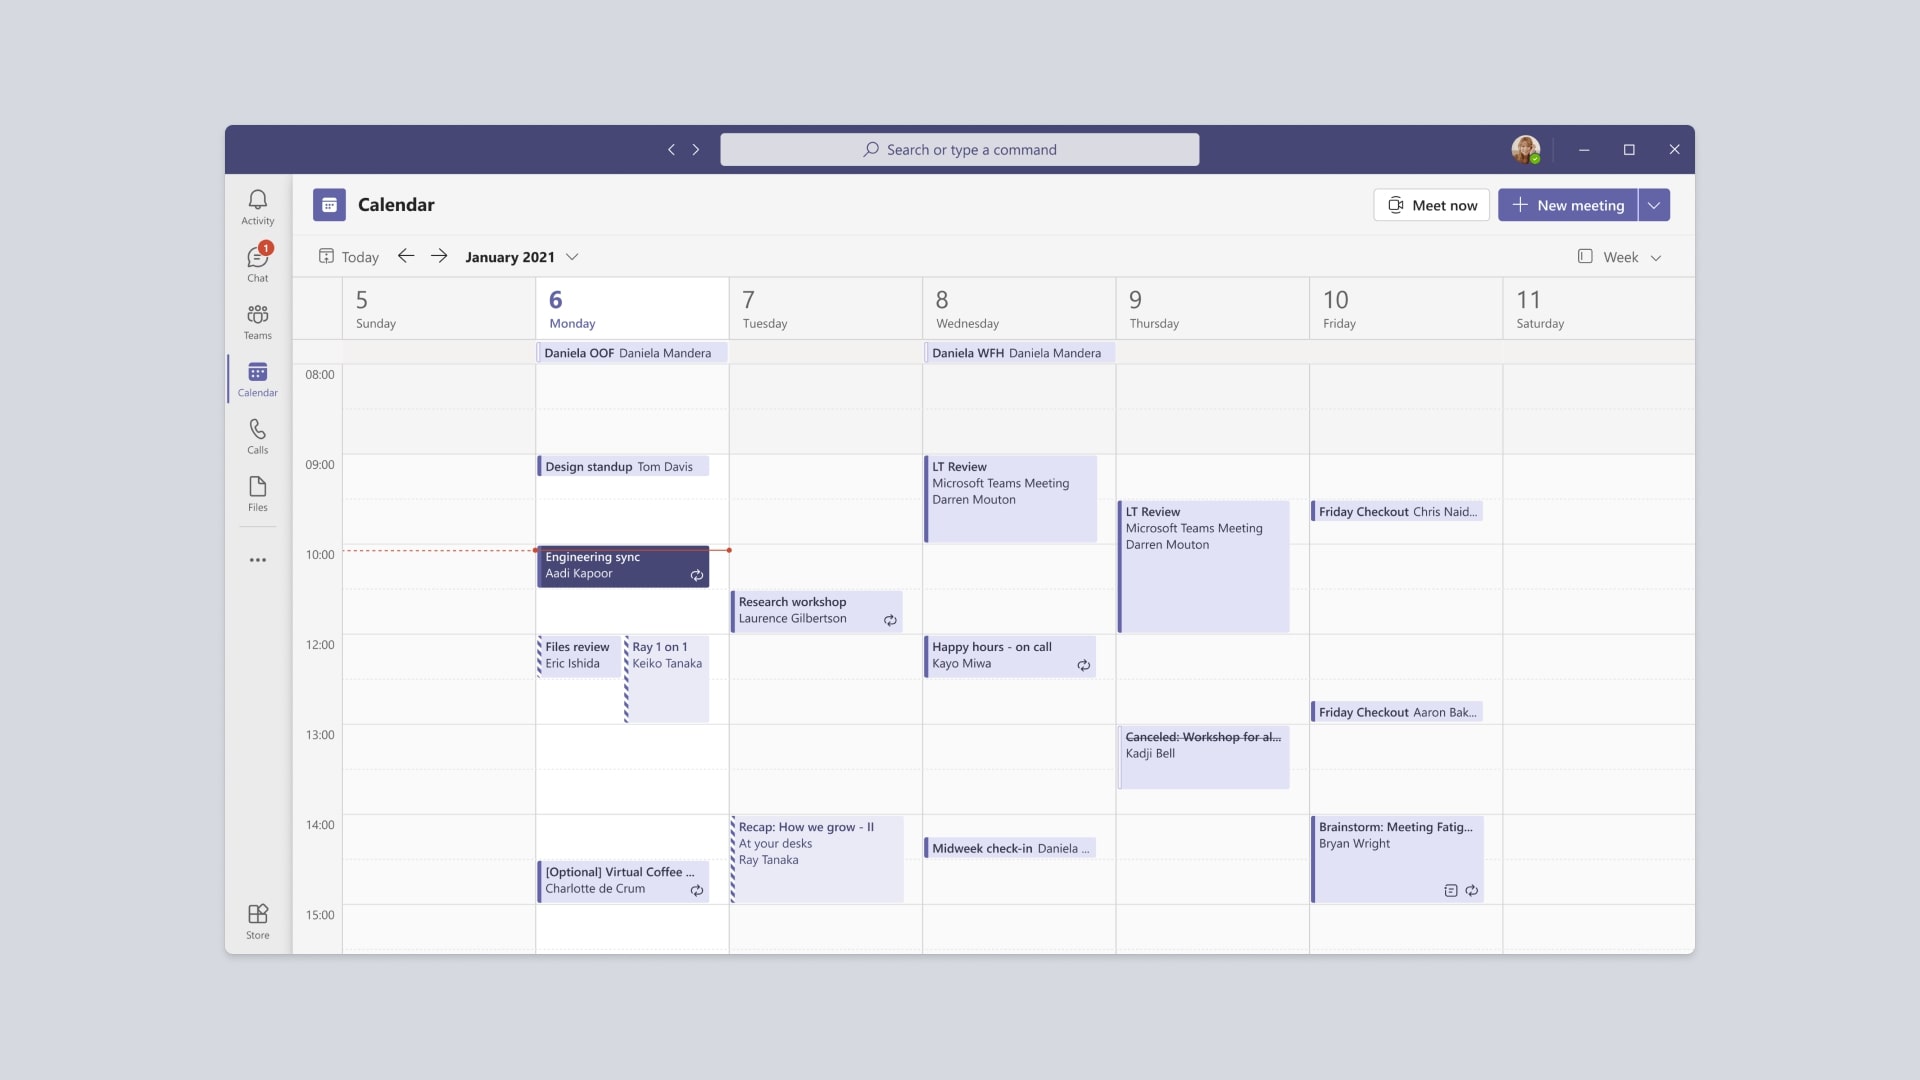 Search or type a command
Activity
1
Chat
Teams
Calendar
Calls
Files
Store
Calendar
Meet now
New meeting
Today
January 2021
Week
5
Sunday
6
Monday
7
Tuesday
8
Wednesday
9
Thursday
10
Friday
11
Saturday
Daniela OOF Daniela Mandera
Daniela WFH Daniela Mandera
08:00
09:00
10:00
12:00
13:00
14:00
15:00
Design standup Tom Davis
Engineering sync
Aadi Kapoor
Files review
Eric Ishida
Ray 1 on 1
Keiko Tanaka
[Optional] Virtual Coffee ...
Charlotte de Crum
Research workshop
Laurence Gilbertson
Recap: How we grow - II
At your desks
Ray Tanaka
LT Review
Microsoft Teams Meeting
Darren Mouton
Happy hours - on call
Kayo Miwa
Midweek check-in Daniela ...
LT Review
Microsoft Teams Meeting
Darren Mouton
Canceled: Workshop for al...
Kadji Bell
Friday Checkout Chris Naid...
Friday Checkout Aaron Bak...
Brainstorm: Meeting Fatig...
Bryan Wright